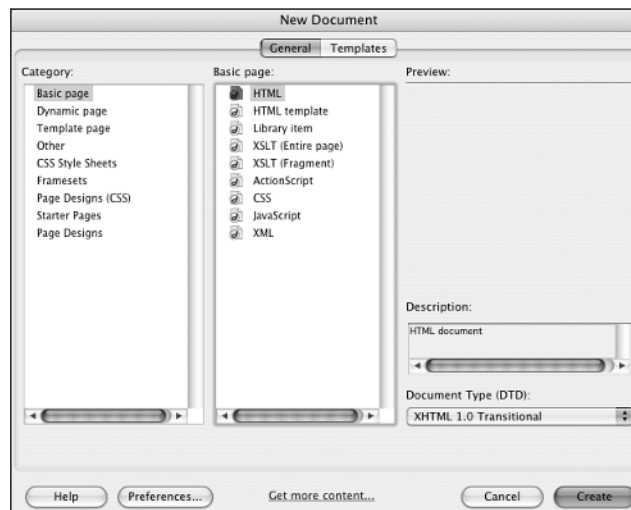 New Document
General Templates
Category:
Basic page
Dynamic page
Template page
Other
CSS Style Sheets
Framesets
Page Designs (CSS)
Starter Pages
Page Designs
Basic page:
HTML
HTML template
Library item
XSLT (Entire page)
XSLT (Fragment)
ActionScript
CSS
JavaScript
XML
Preview:
Description:
HTML document
Document Type (DTD):
XHTML 1.0 Transitional
Help Preferences... Get more content... Cancel Create